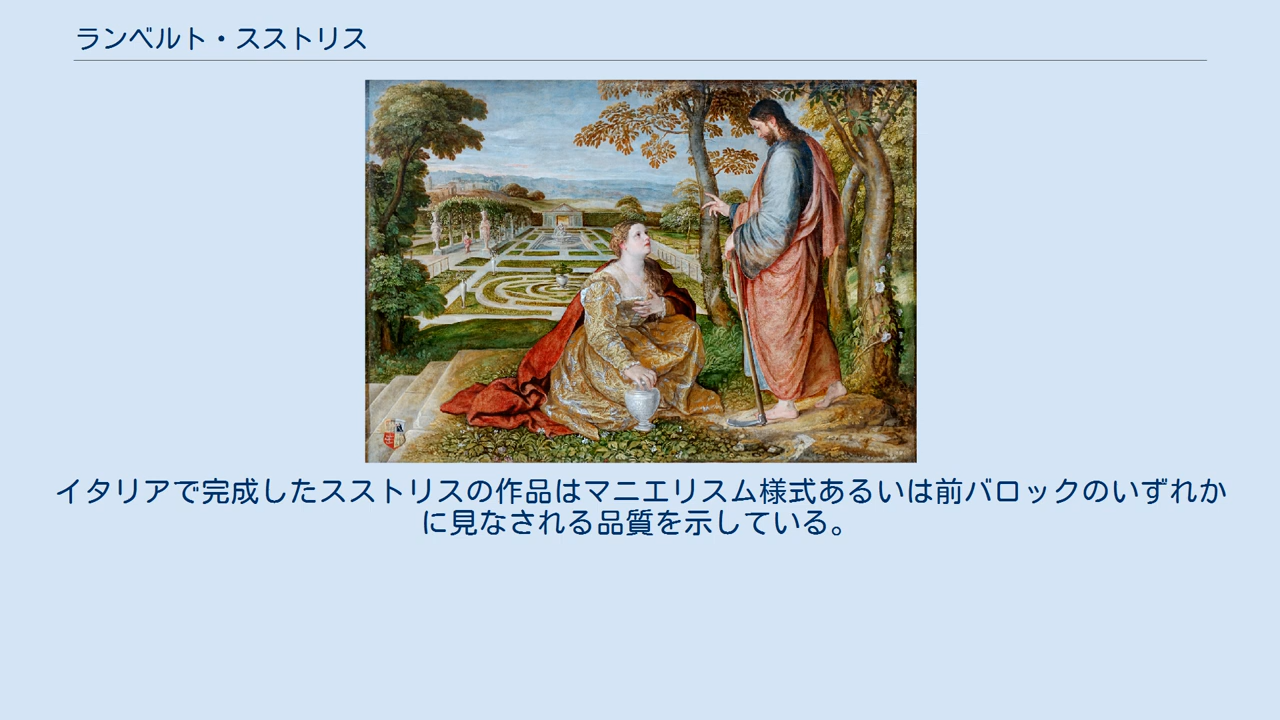 ランベルト・スストリス
イタリアで完成したスストリスの作品はマニエリスム様式あるいは前バロックのいずれか
に見なされる品質を示している。